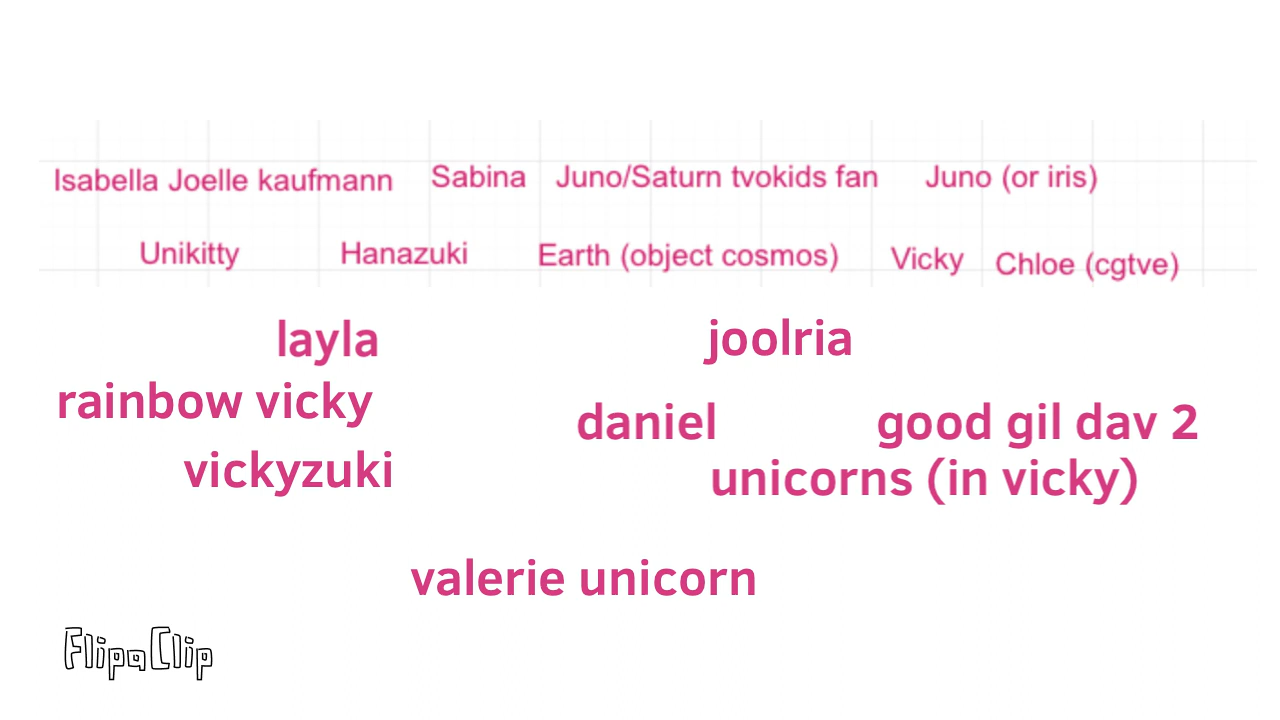 Isabella Joelle kaufmann Sabina Juno/Saturn tvokids fan Juno (or iris)
Unikitty Hanazuki Earth (object cosmos) Vicky Chloe (cgtve)
layla joolria
rainbow vicky daniel good gil dav 2
vickyzuki unicorns (in vicky)
valerie unicorn
FlipaClip